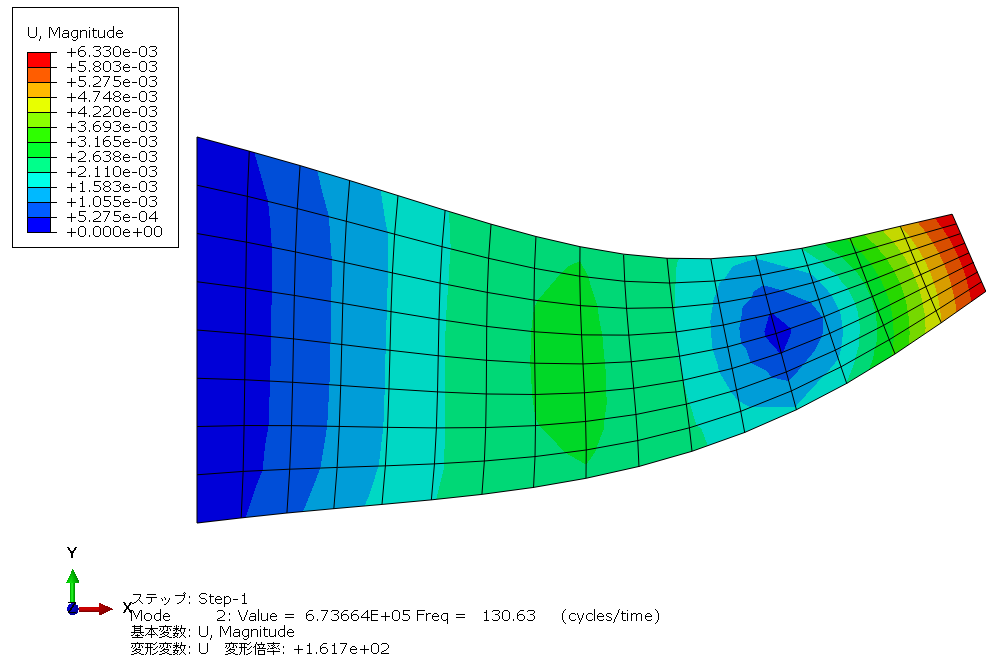 U, Magnitude
+6.330e-03
+5.803e-03
+5.275e-03
+4.748e-03
+4.220e-03
+3.693e-03
+3.165e-03
+2.638e-03
+2.110e-03
+1.583e-03
+1.055e-03
+5.275e-04
+0.000e+00
Y
Z
X
ステップ: Step-1
Mode 2: Value = 6.73664E+05 Freq = 130.63 (cycles/time)
基本変数: U, Magnitude
変形変数: U 変形倍率: +1.617e+02